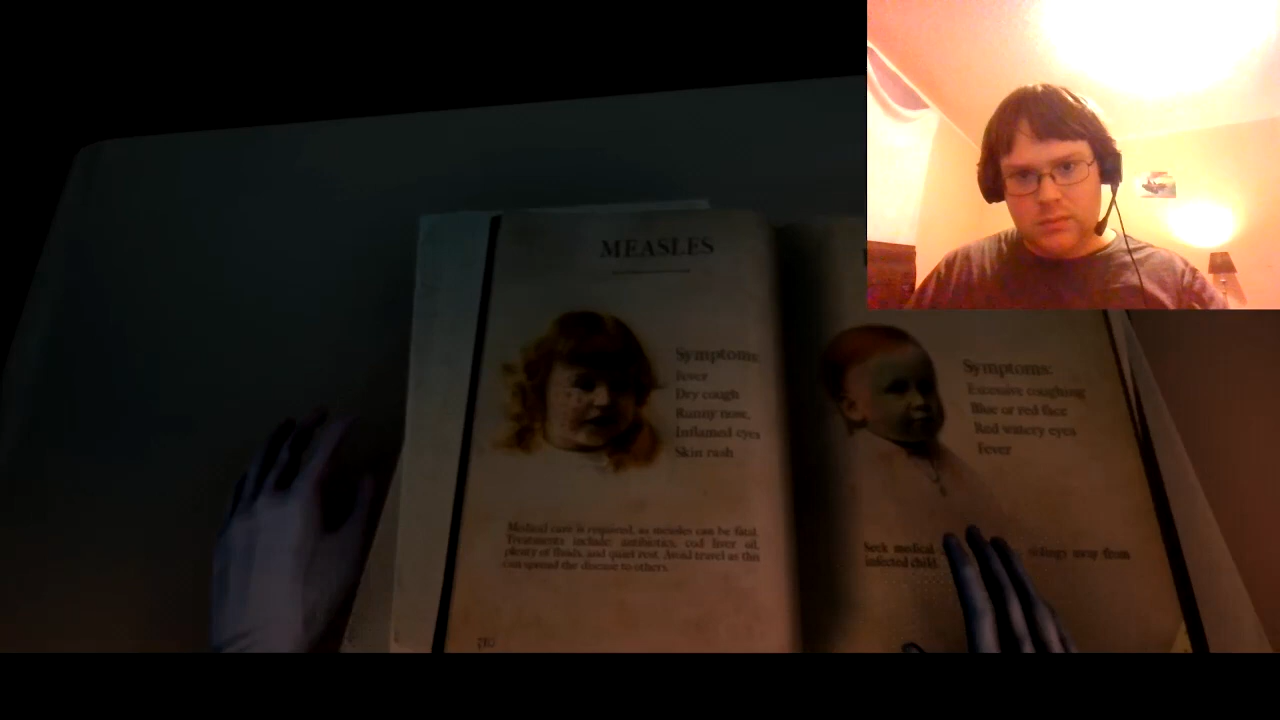 MEASLES
Symptoms:
Fever
Dry cough
Runny nose,
Inflamed eyes
Skin rash
Medical care is required, as measles can be fatal.
Treatments include: antibiotics, cod liver oil,
plenty of fluids, and quiet rest. Avoid travel as this
can spread the disease to others.
Symptoms:
Excessive coughing
Blue or red face
Red watery eyes
Fever
Seek medical siblings away from
infected child.